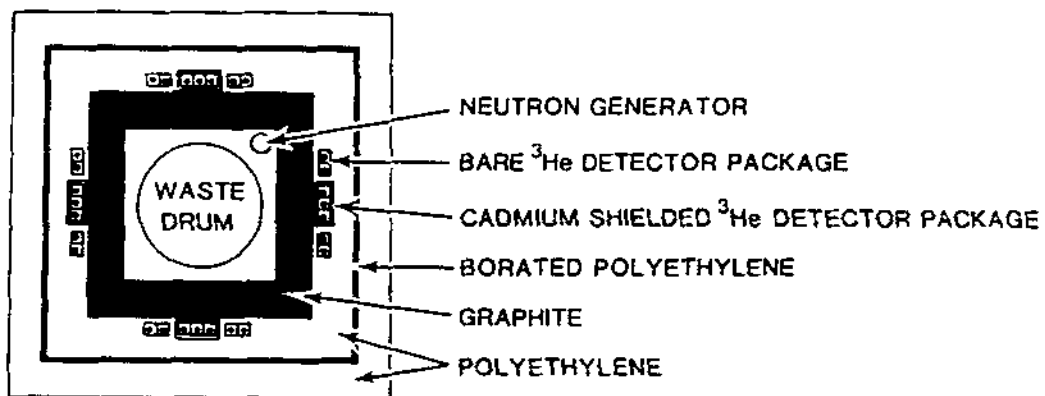 NEUTRON GENERATOR
BARE ³He DETECTOR PACKAGE
WASTE
DRUM
CADMIUM SHIELDED ³He DETECTOR PACKAGE
BORATED POLYETHYLENE
GRAPHITE
POLYETHYLENE